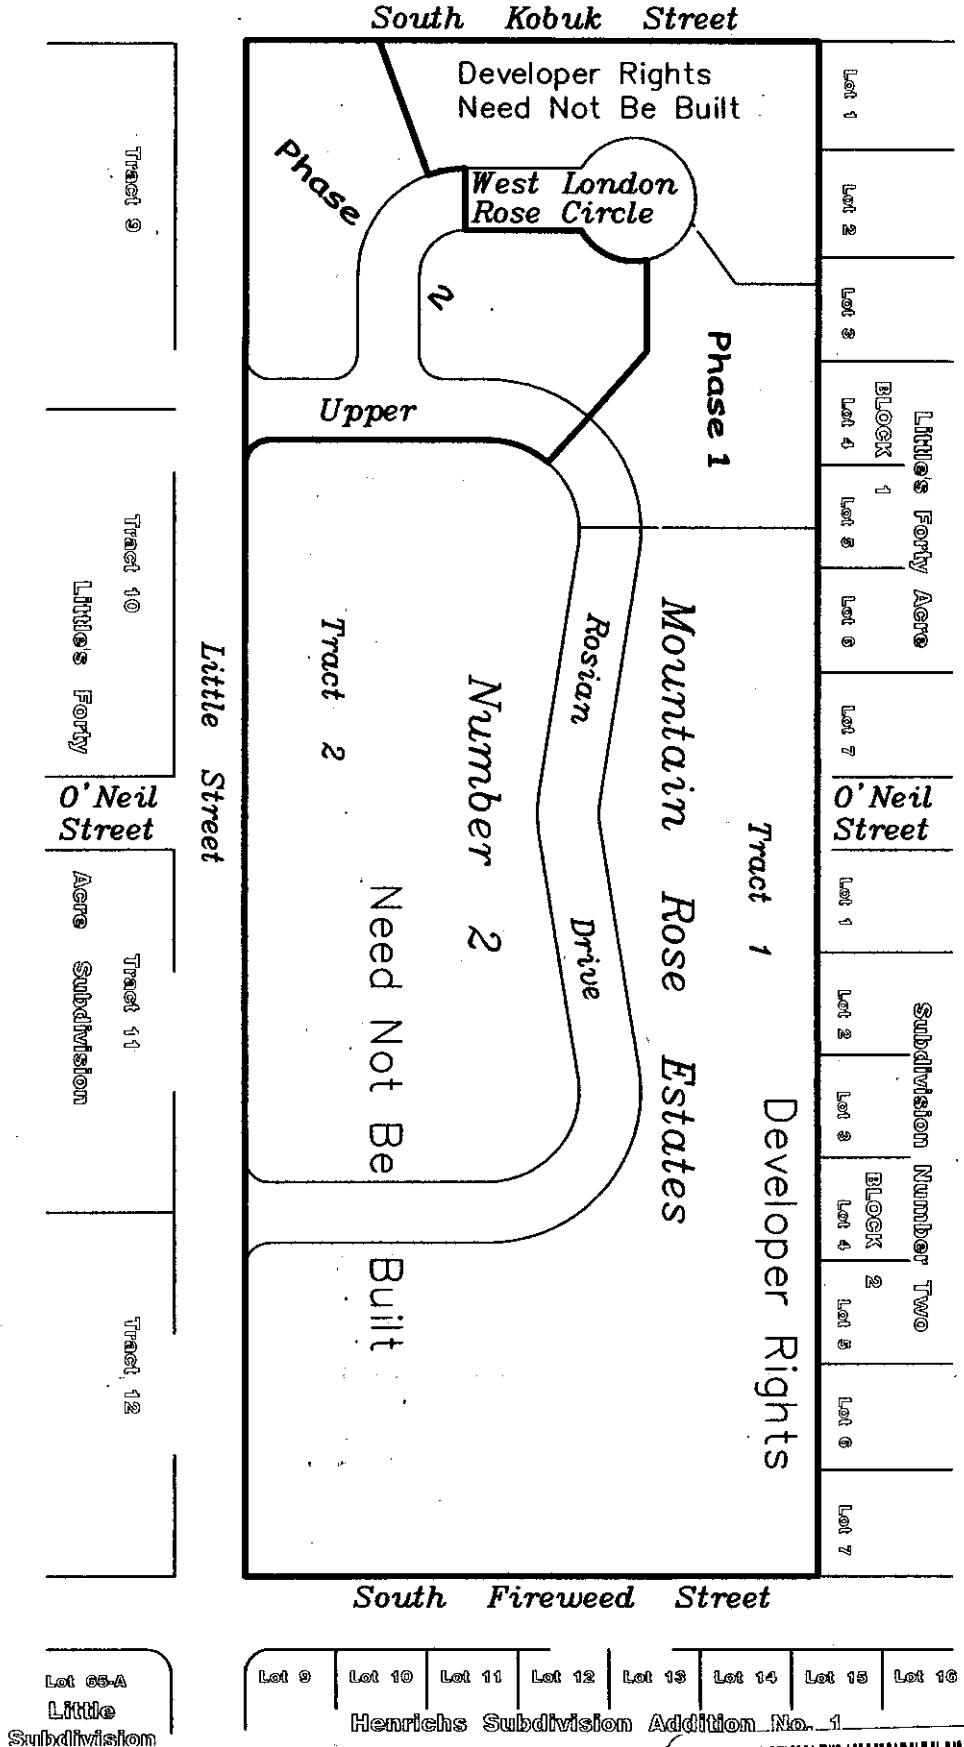 South Kobuk Street
Developer Rights
Need Not Be Built
Phase
2
West London
Rose Circle
Phase 1
Upper
Rosian
Drive
Mountain Rose Estates
Number 2
Tract 1
Tract 2
Developer Rights
Need Not Be Built
Little Street
South Fireweed Street
Tract 9
Tract 10
Little's Forty
O'Neil
Street
Tract 11
Acre Subdivision
Tract 12
Lot 1
Lot 2
Lot 3
Lot 4
Lot 5
Lot 6
Lot 7
BLOCK 1
Little's Forty Acre
O'Neil
Street
Lot 1
Lot 2
Lot 3
Lot 4
Lot 5
Lot 6
Lot 7
BLOCK 2
Subdivision Number Two
Lot 65-A
Little
Subdivision
Lot 9
Lot 10
Lot 11
Lot 12
Lot 13
Lot 14
Lot 15
Lot 16
Henrichs Subdivision Addition No. 1